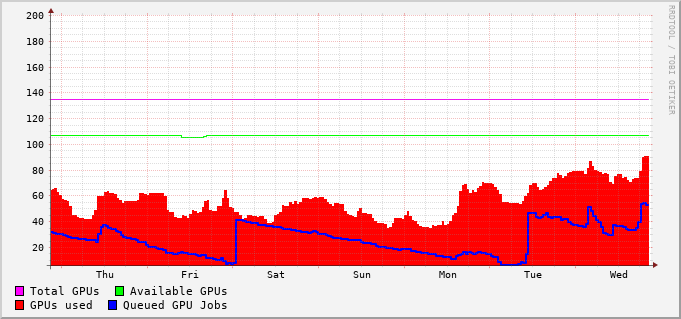 200
180
160
140
120
100
80
60
40
20
Thu Fri Sat Sun Mon Tue Wed
RRDTOOL / TOBI OETIKER
Total GPUs Available GPUs
GPUs used Queued GPU Jobs